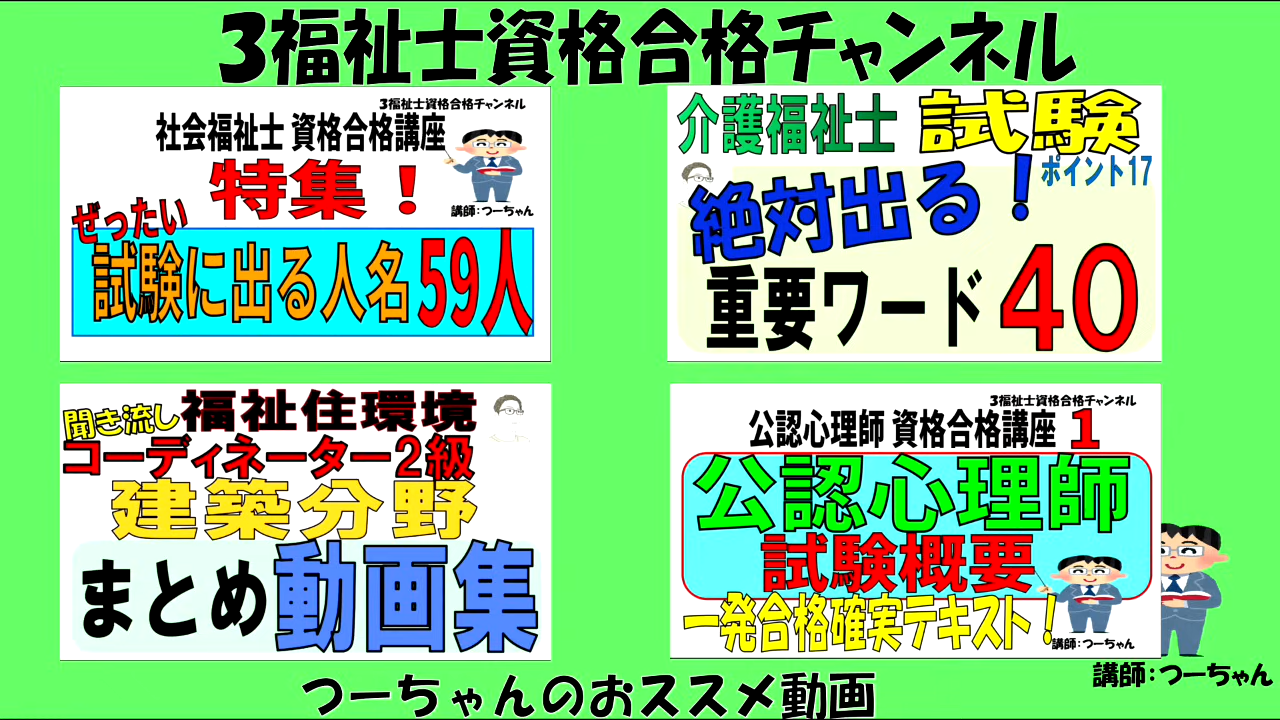 3福祉士資格合格チャンネル
3福祉士資格合格チャンネル
社会福祉士 資格合格講座
特集！
講師：つーちゃん
ぜったい
試験に出る人名59人
介護福祉士 試験
ポイント17
絶対出る！
重要ワード40
聞き流し 福祉住環境
コーディネーター2級
建築分野
まとめ動画集
3福祉士資格合格チャンネル
公認心理師 資格合格講座 1
公認心理師
試験概要
一発合格確実テキスト！
講師：つーちゃん
講師：つーちゃん
つーちゃんのおススメ動画